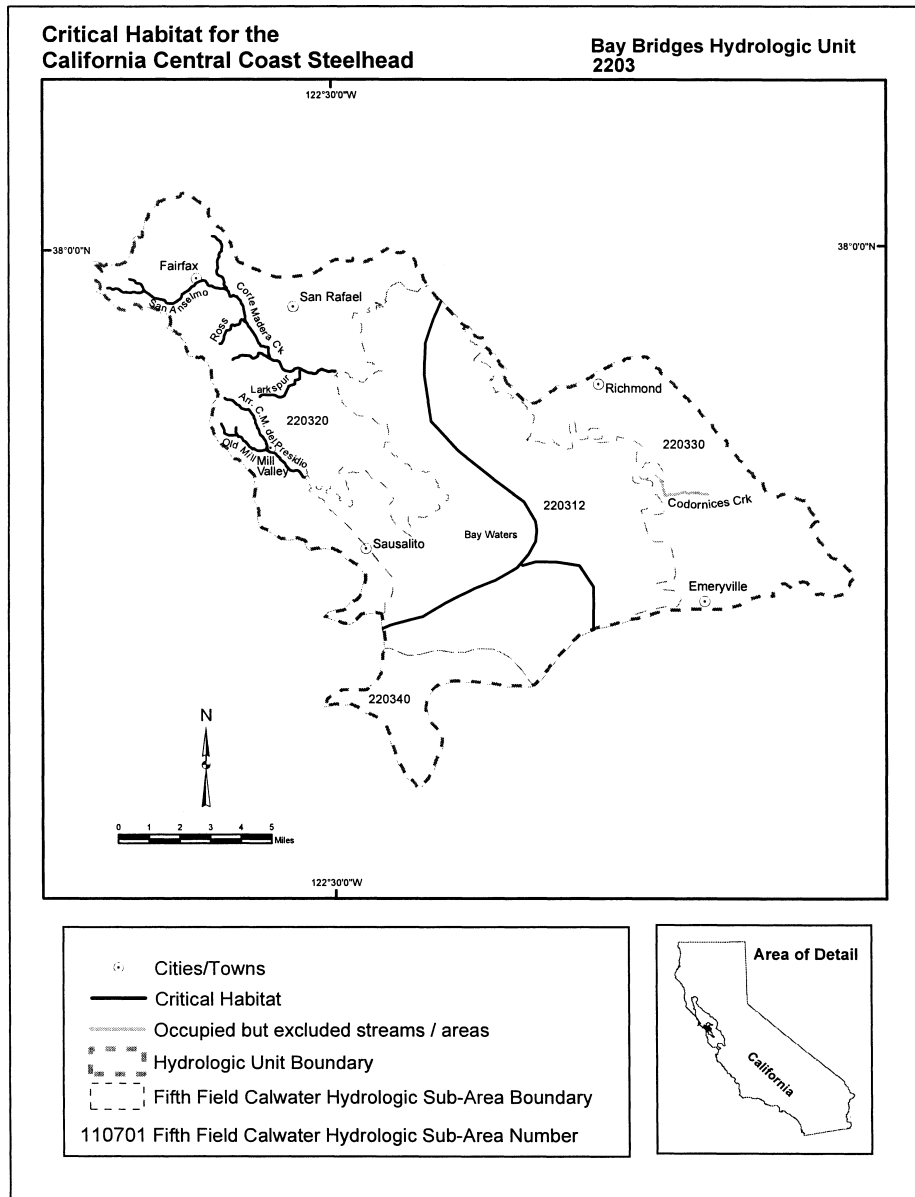 Critical Habitat for the
California Central Coast Steelhead
Bay Bridges Hydrologic Unit
2203
122°30'0"W
38°0'0"N
38°0'0"N
Fairfax
San Anselmo
Corte Madera Ck
San Rafael
Ross
Larkspur
Richmond
Arr. C.M. del Presidio
220320
220330
Old Mill
Mill
Valley
220312
Codornices Crk
Bay Waters
Sausalito
Emeryville
220340
N
0 1 2 3 4 5
Miles
122°30'0"W
Cities/Towns
Critical Habitat
Occupied but excluded streams / areas
Hydrologic Unit Boundary
Fifth Field Calwater Hydrologic Sub-Area Boundary
110701 Fifth Field Calwater Hydrologic Sub-Area Number
Area of Detail
California